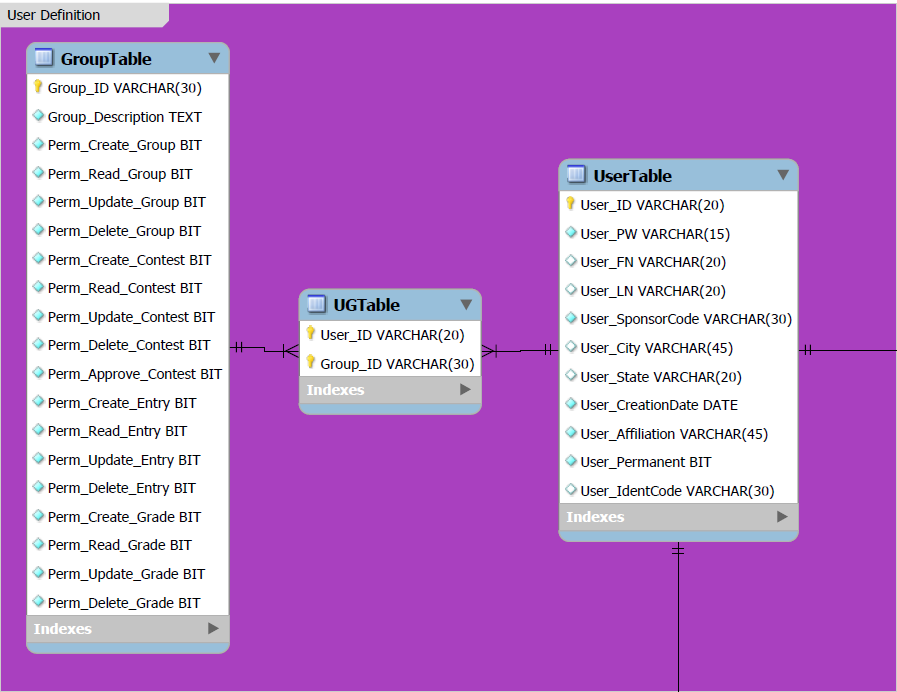 User Definition
GroupTable
Group_ID VARCHAR(30)
Group_Description TEXT
Perm_Create_Group BIT
Perm_Read_Group BIT
Perm_Update_Group BIT
Perm_Delete_Group BIT
Perm_Create_Contest BIT
Perm_Read_Contest BIT
Perm_Update_Contest BIT
Perm_Delete_Contest BIT
Perm_Approve_Contest BIT
Perm_Create_Entry BIT
Perm_Read_Entry BIT
Perm_Update_Entry BIT
Perm_Delete_Entry BIT
Perm_Create_Grade BIT
Perm_Read_Grade BIT
Perm_Update_Grade BIT
Perm_Delete_Grade BIT
Indexes
UGTable
User_ID VARCHAR(20)
Group_ID VARCHAR(30)
Indexes
UserTable
User_ID VARCHAR(20)
User_PW VARCHAR(15)
User_FN VARCHAR(20)
User_LN VARCHAR(20)
User_SponsorCode VARCHAR(30)
User_City VARCHAR(45)
User_State VARCHAR(20)
User_CreationDate DATE
User_Affiliation VARCHAR(45)
User_Permanent BIT
User_IdentCode VARCHAR(30)
Indexes